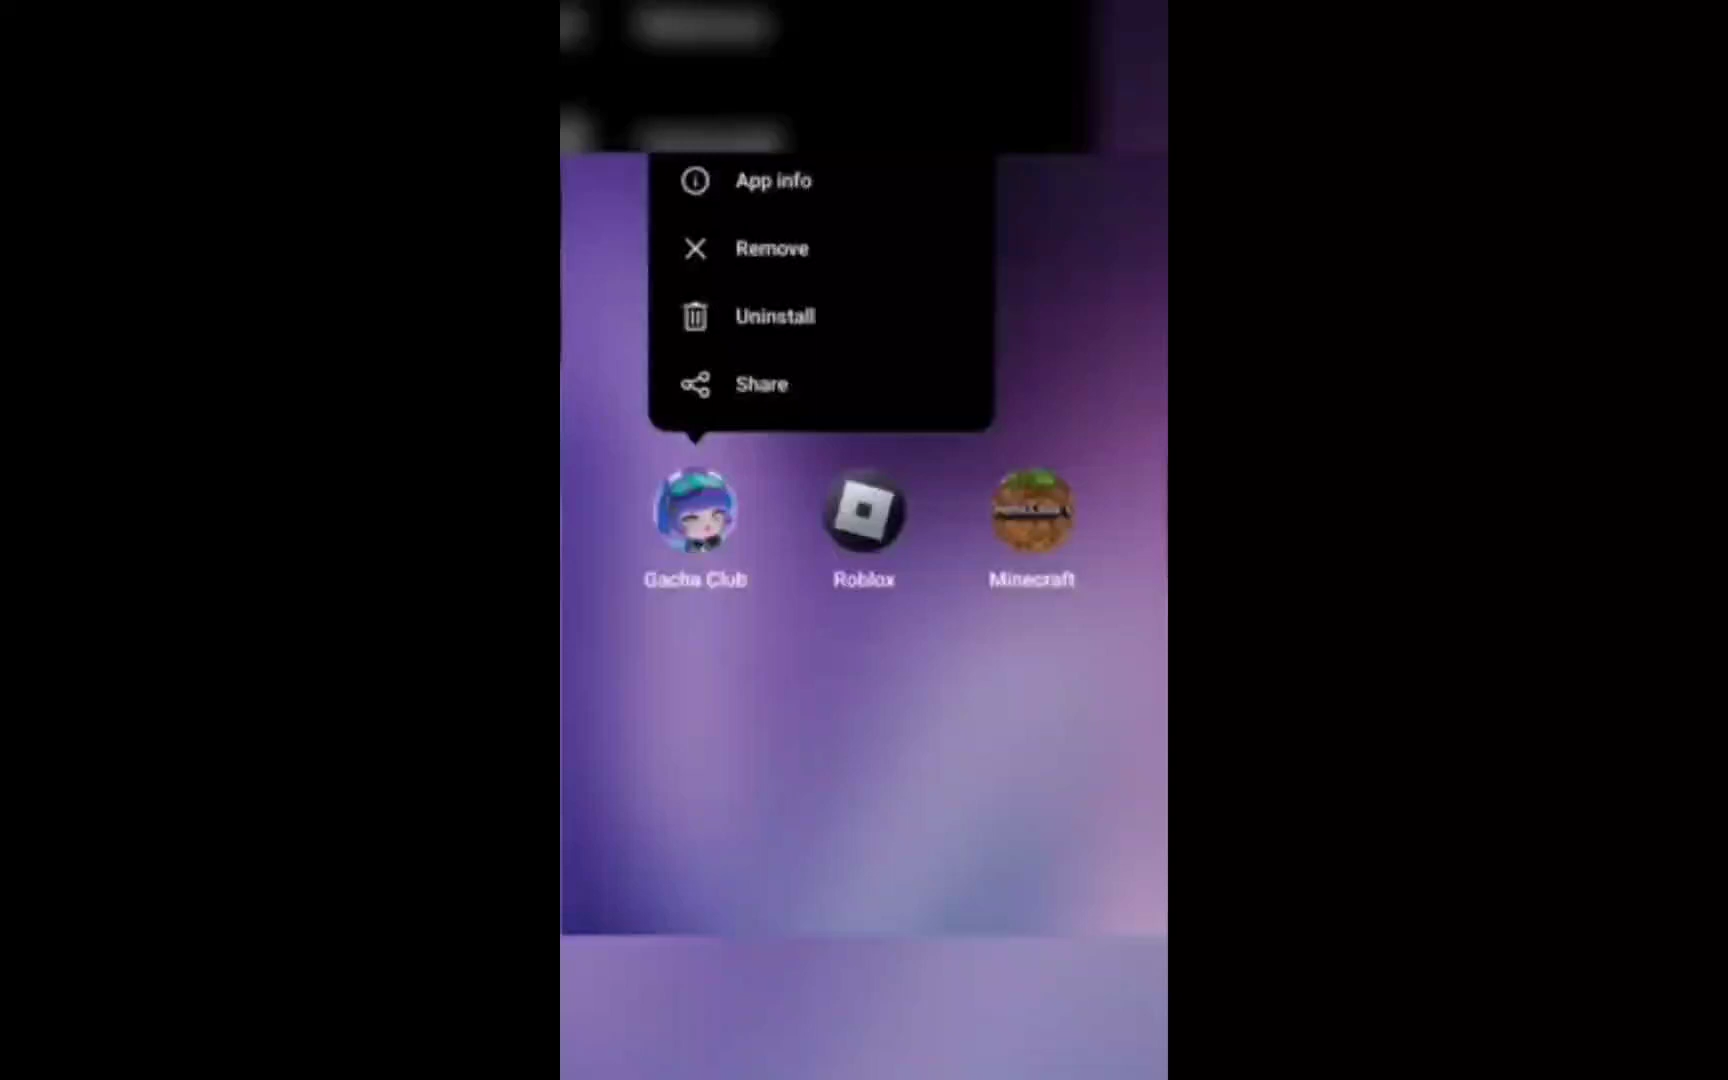 App info
Remove
Uninstall
Share
Gacha Club
Roblox
Minecraft